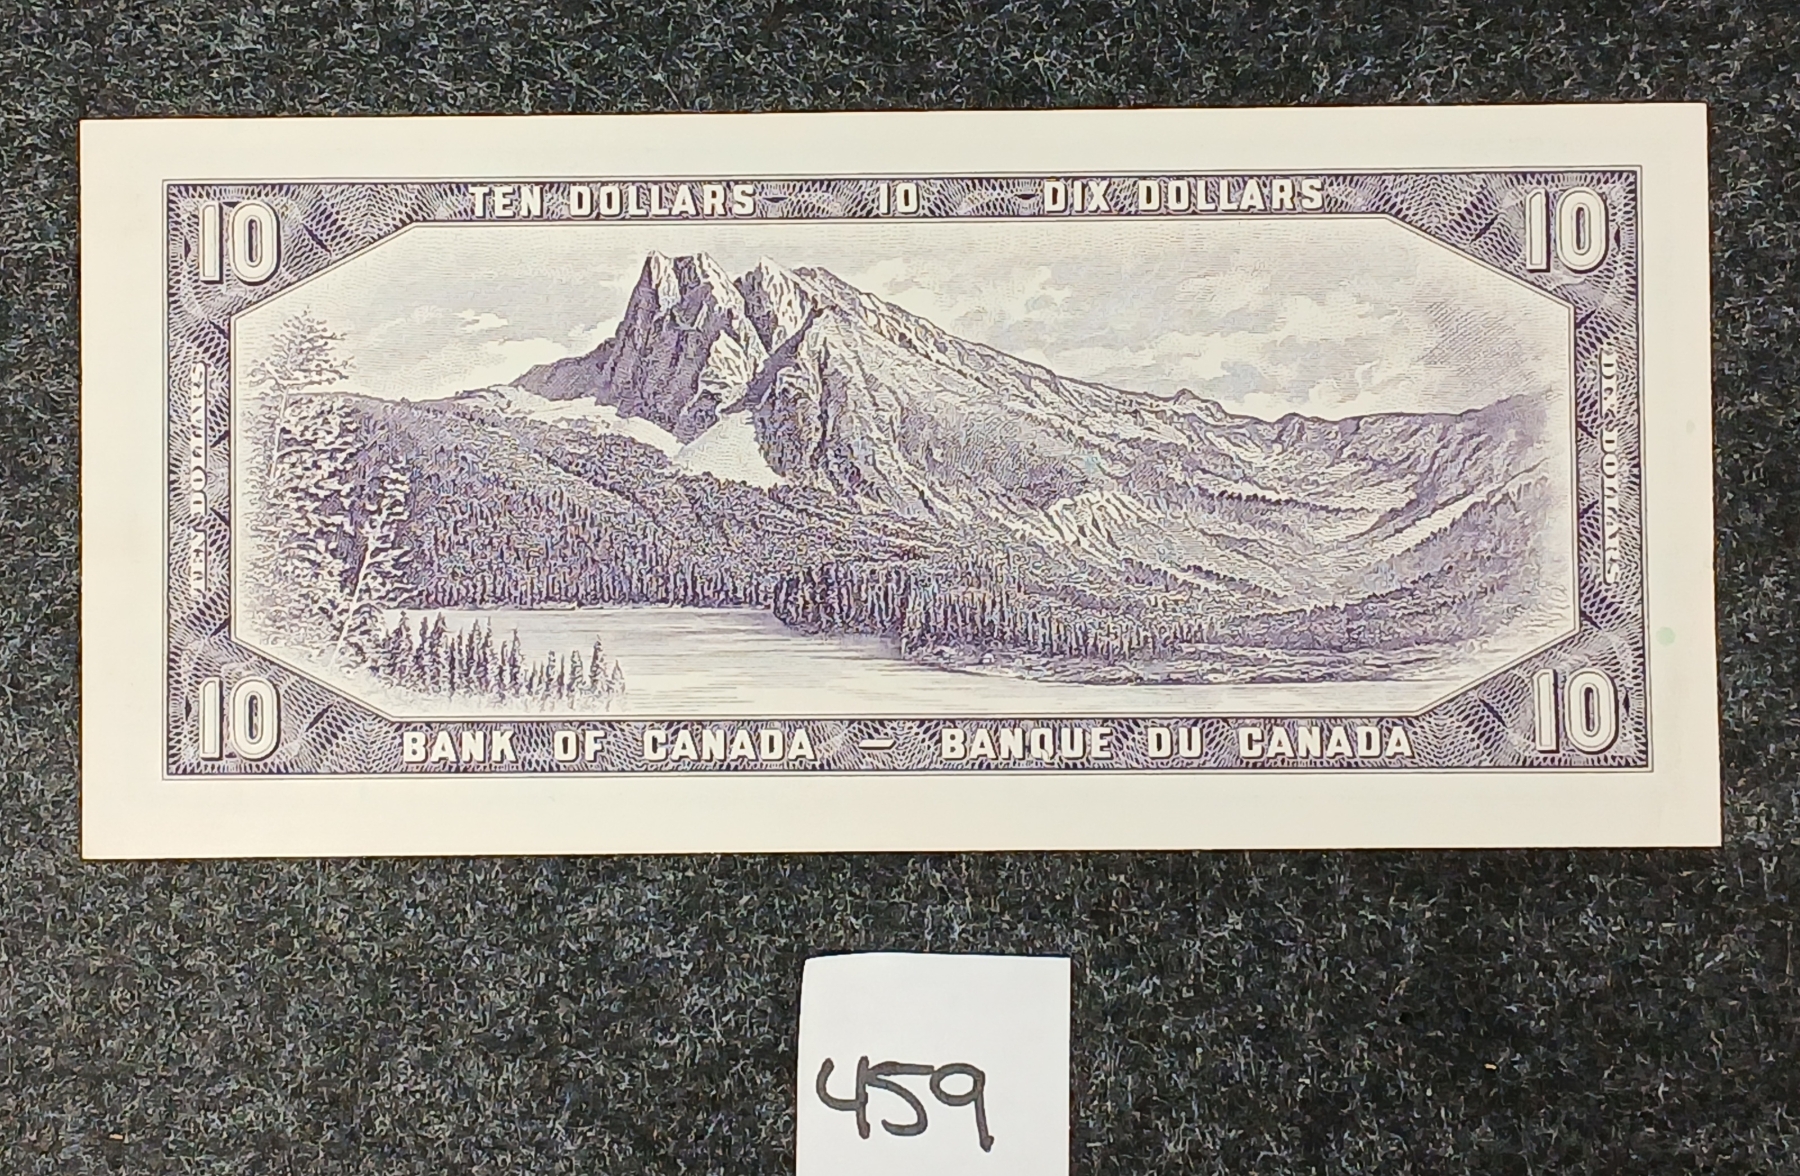 TEN DOLLARS 10 DIX DOLLARS
10 10
TEN DOLLARS
DIX DOLLARS
10 10
BANK OF CANADA — BANQUE DU CANADA
459